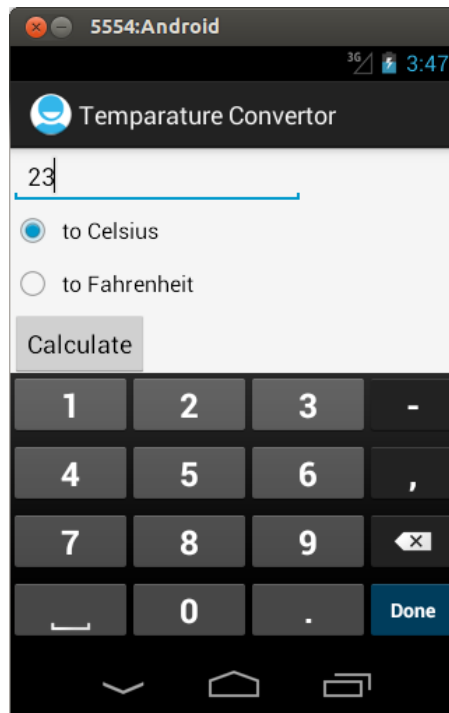 5554:Android
3G 3:47
Temparature Convertor
23
to Celsius
to Fahrenheit
Calculate
1 2 3 -
4 5 6 ,
7 8 9
0 . Done